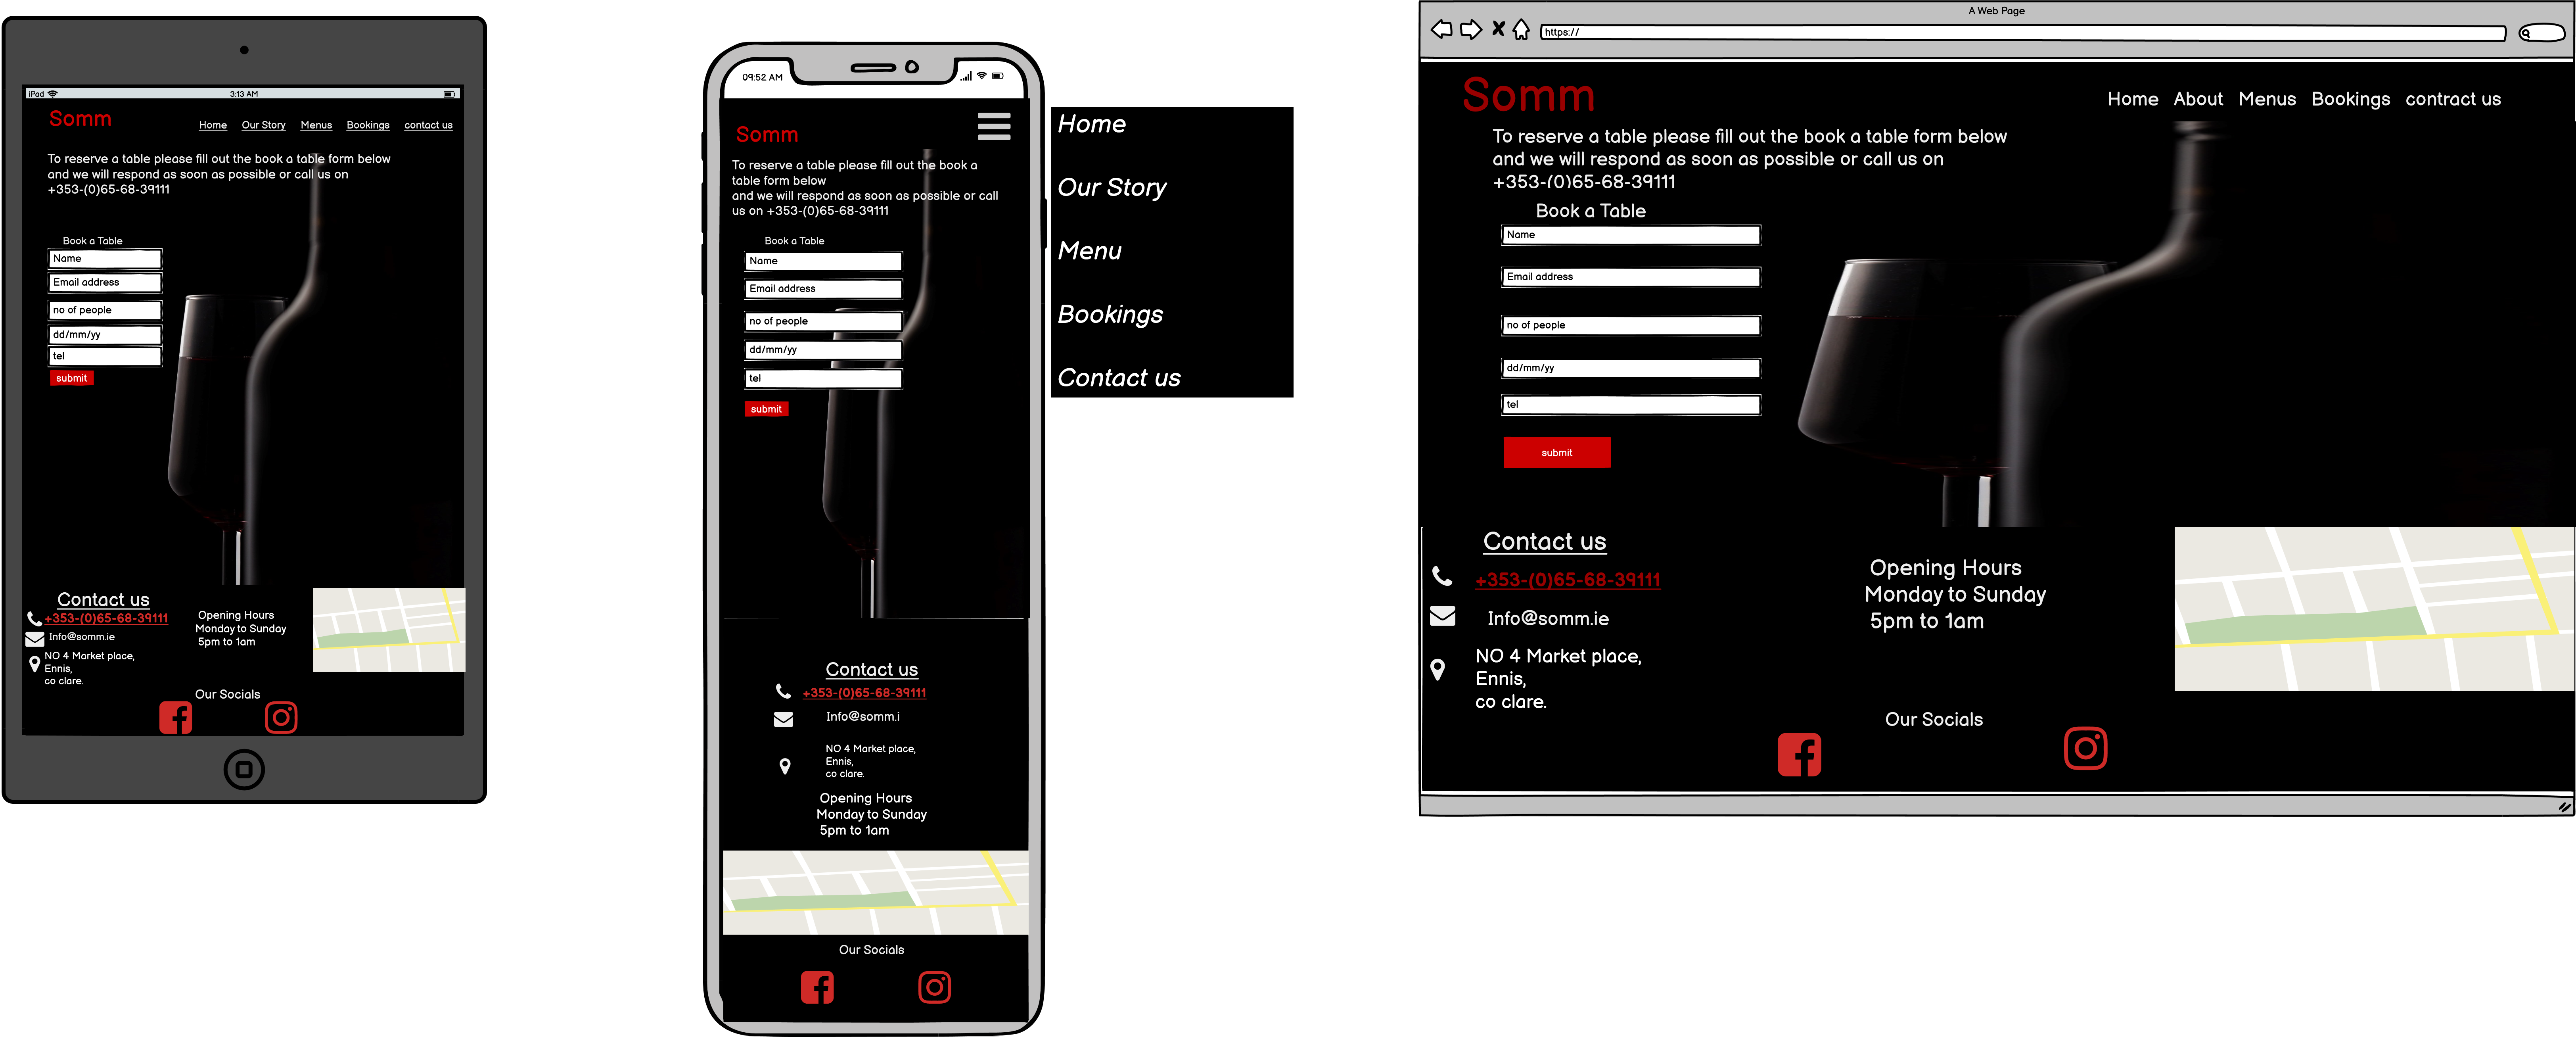 iPad
3:13 AM
Somm
Home Our Story Menus Bookings contact us
To reserve a table please fill out the book a table form below
and we will respond as soon as possible or call us on
+353-(0)65-68-39111
Book a Table
Name
Email address
no of people
dd/mm/yy
tel
submit
Contact us
+353-(0)65-68-39111
Info@somm.ie
NO 4 Market place,
Ennis,
co clare.
Opening Hours
Monday to Sunday
5pm to 1am
Our Socials
09:52 AM
Somm
To reserve a table please fill out the book a
table form below
and we will respond as soon as possible or call
us on +353-(0)65-68-39111
Book a Table
Name
Email address
no of people
dd/mm/yy
tel
submit
Contact us
+353-(0)65-68-39111
Info@somm.i
NO 4 Market place,
Ennis,
co clare.
Opening Hours
Monday to Sunday
5pm to 1am
Our Socials
Home
Our Story
Menu
Bookings
Contact us
A Web Page
https://
Somm
Home About Menus Bookings contract us
To reserve a table please fill out the book a table form below
and we will respond as soon as possible or call us on
+353-(0)65-68-39111
Book a Table
Name
Email address
no of people
dd/mm/yy
tel
submit
Contact us
+353-(0)65-68-39111
Info@somm.ie
NO 4 Market place,
Ennis,
co clare.
Opening Hours
Monday to Sunday
5pm to 1am
Our Socials